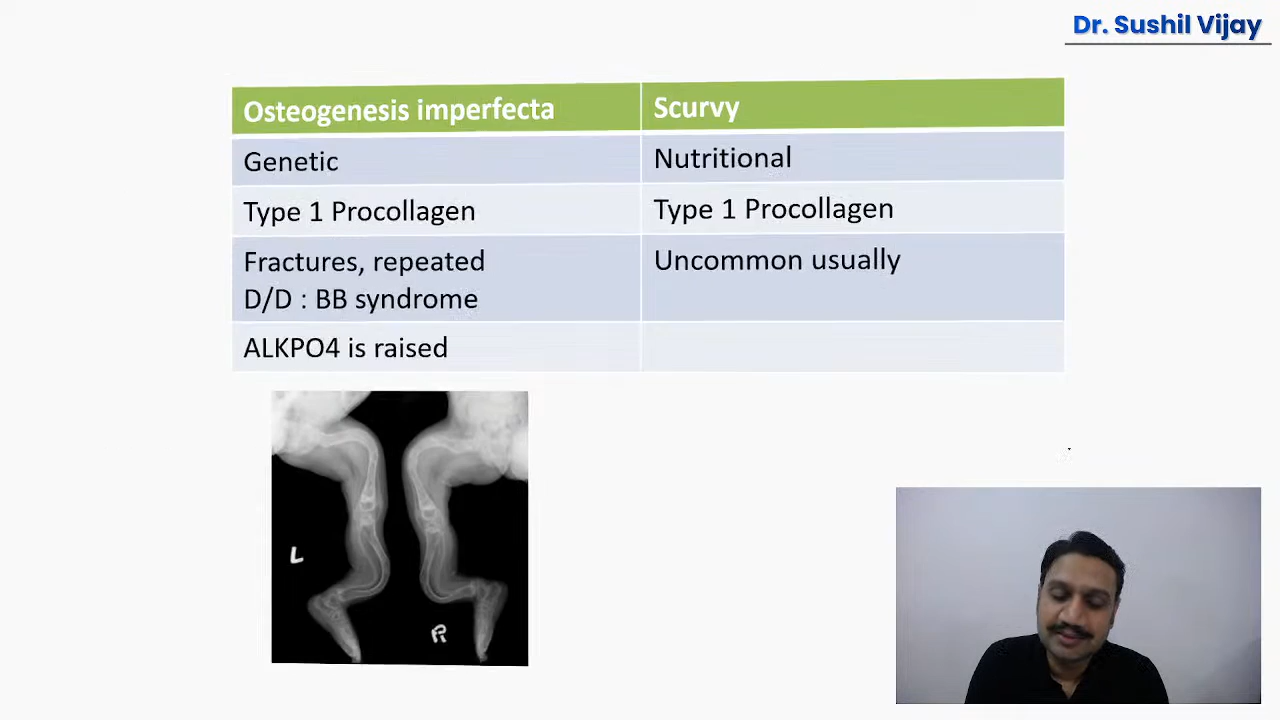 Dr. Sushil Vijay
Osteogenesis imperfecta
Scurvy
Genetic
Nutritional
Type 1 Procollagen
Type 1 Procollagen
Fractures, repeated
D/D : BB syndrome
Uncommon usually
ALKPO4 is raised
L
R